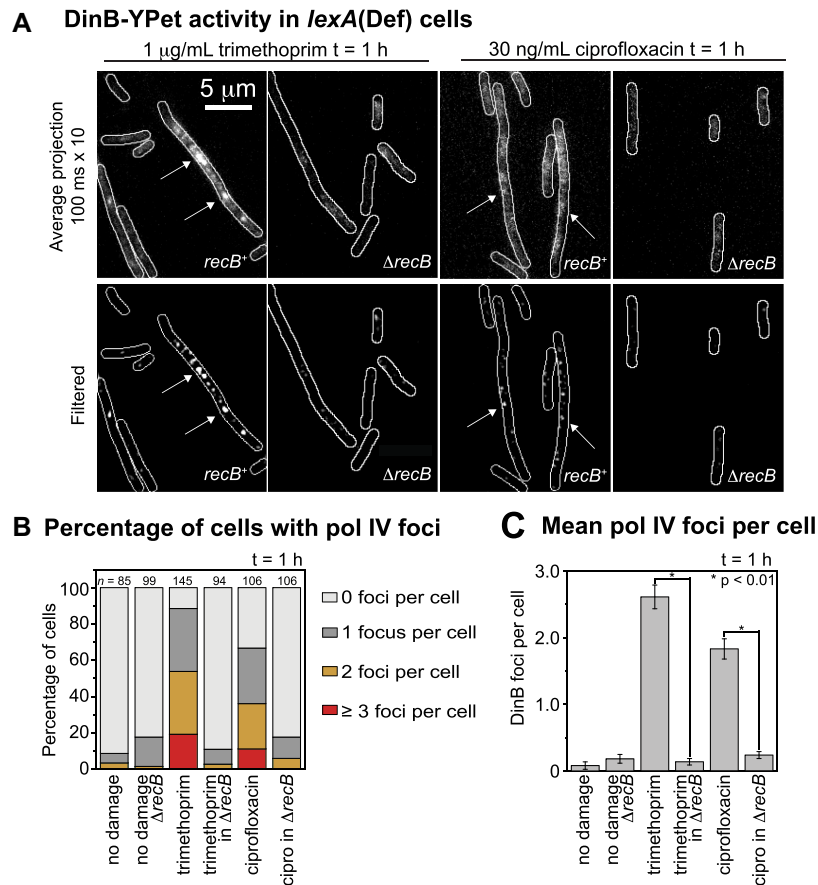 A DinB-YPet activity in lexA(Def) cells
1 μg/mL trimethoprim t = 1 h
30 ng/mL ciprofloxacin t = 1 h
Average projection
100 ms x 10
5 μm
recB+
ΔrecB
recB+
ΔrecB
Filtered
recB+
ΔrecB
recB+
ΔrecB
B Percentage of cells with pol IV foci
t = 1 h
n = 85 99 145 94 106 106
Percentage of cells
100
80
60
40
20
0
no damage
no damage
ΔrecB
trimethoprim
trimethoprim
in ΔrecB
ciprofloxacin
cipro in ΔrecB
0 foci per cell
1 focus per cell
2 foci per cell
≥ 3 foci per cell
C Mean pol IV foci per cell
t = 1 h
* p < 0.01
*
*
DinB foci per cell
3.0
2.0
1.0
0
no damage
no damage
ΔrecB
trimethoprim
trimethoprim
in ΔrecB
ciprofloxacin
cipro in ΔrecB